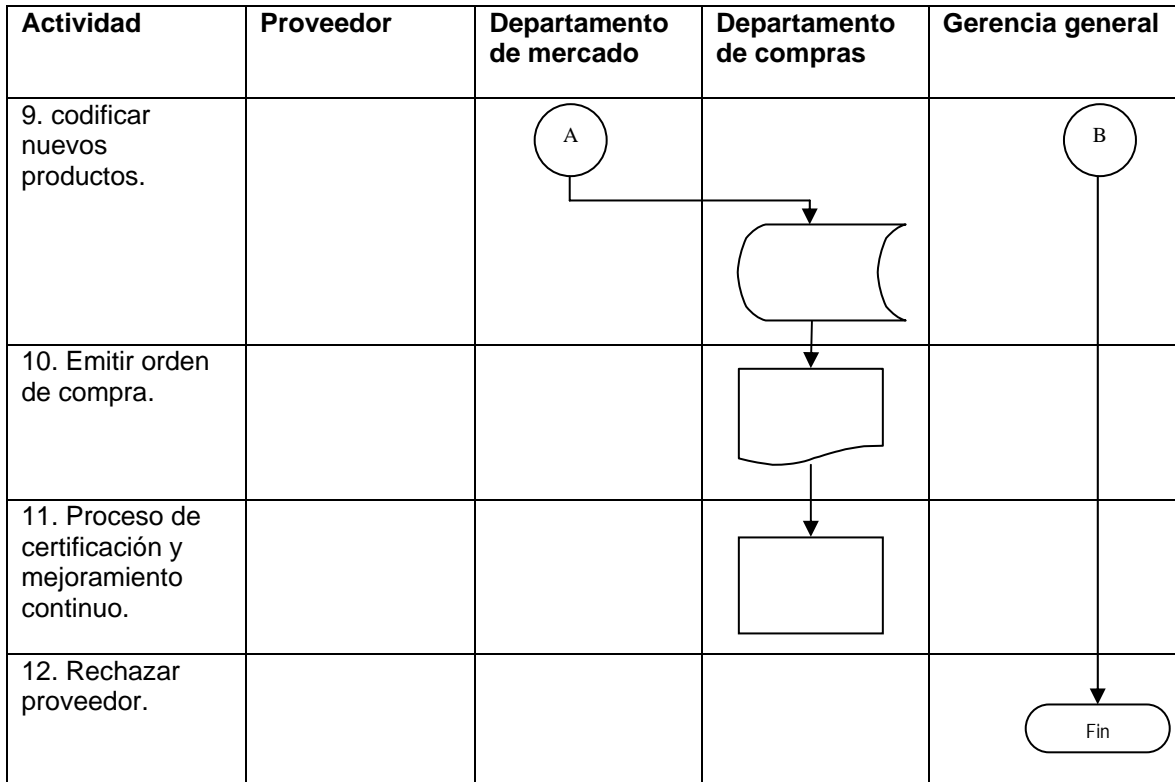 Actividad
Proveedor
Departamento
de mercado
Departamento
de compras
Gerencia general
9. codificar
nuevos
productos.
A
B
10. Emitir orden
de compra.
11. Proceso de
certificación y
mejoramiento
continuo.
12. Rechazar
proveedor.
Fin